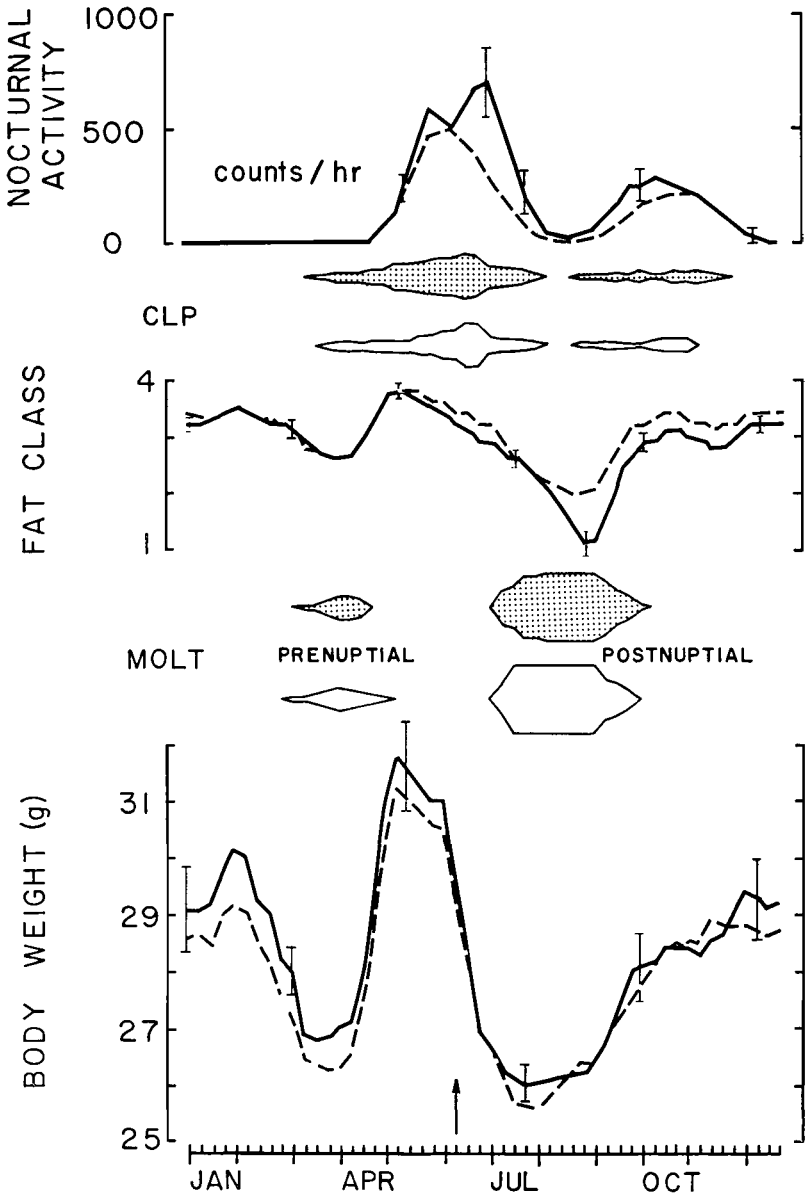 NOCTURNAL
ACTIVITY
1000
500
0
counts / hr
CLP
FAT CLASS
4
1
MOLT
PRENUPTIAL
POSTNUPTIAL
BODY WEIGHT (g)
31
29
27
25
JAN
APR
JUL
OCT